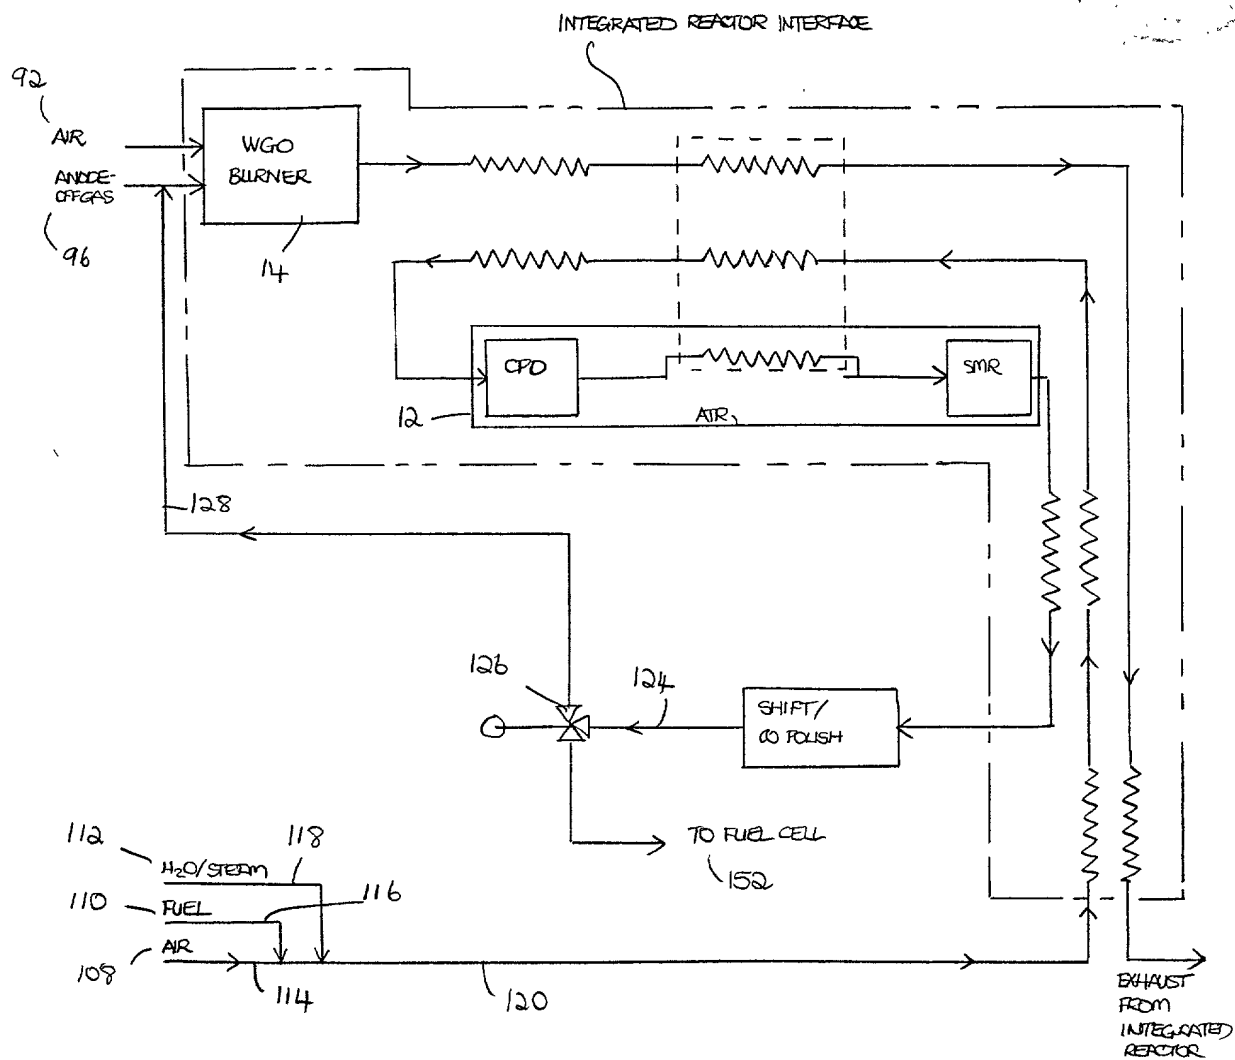 INTEGRATED REACTOR INTERFACE
92
AIR
ANODE-
OFFGAS
96
WGO
BURNER
14
CPO
SMR
12
ATR
128
126
124
SHIFT/
CO POLISH
TO FUEL CELL
152
112
H2O/STEAM
118
110
FUEL
116
AIR
108
114
120
EXHAUST
FROM
INTEGRATED
REACTOR